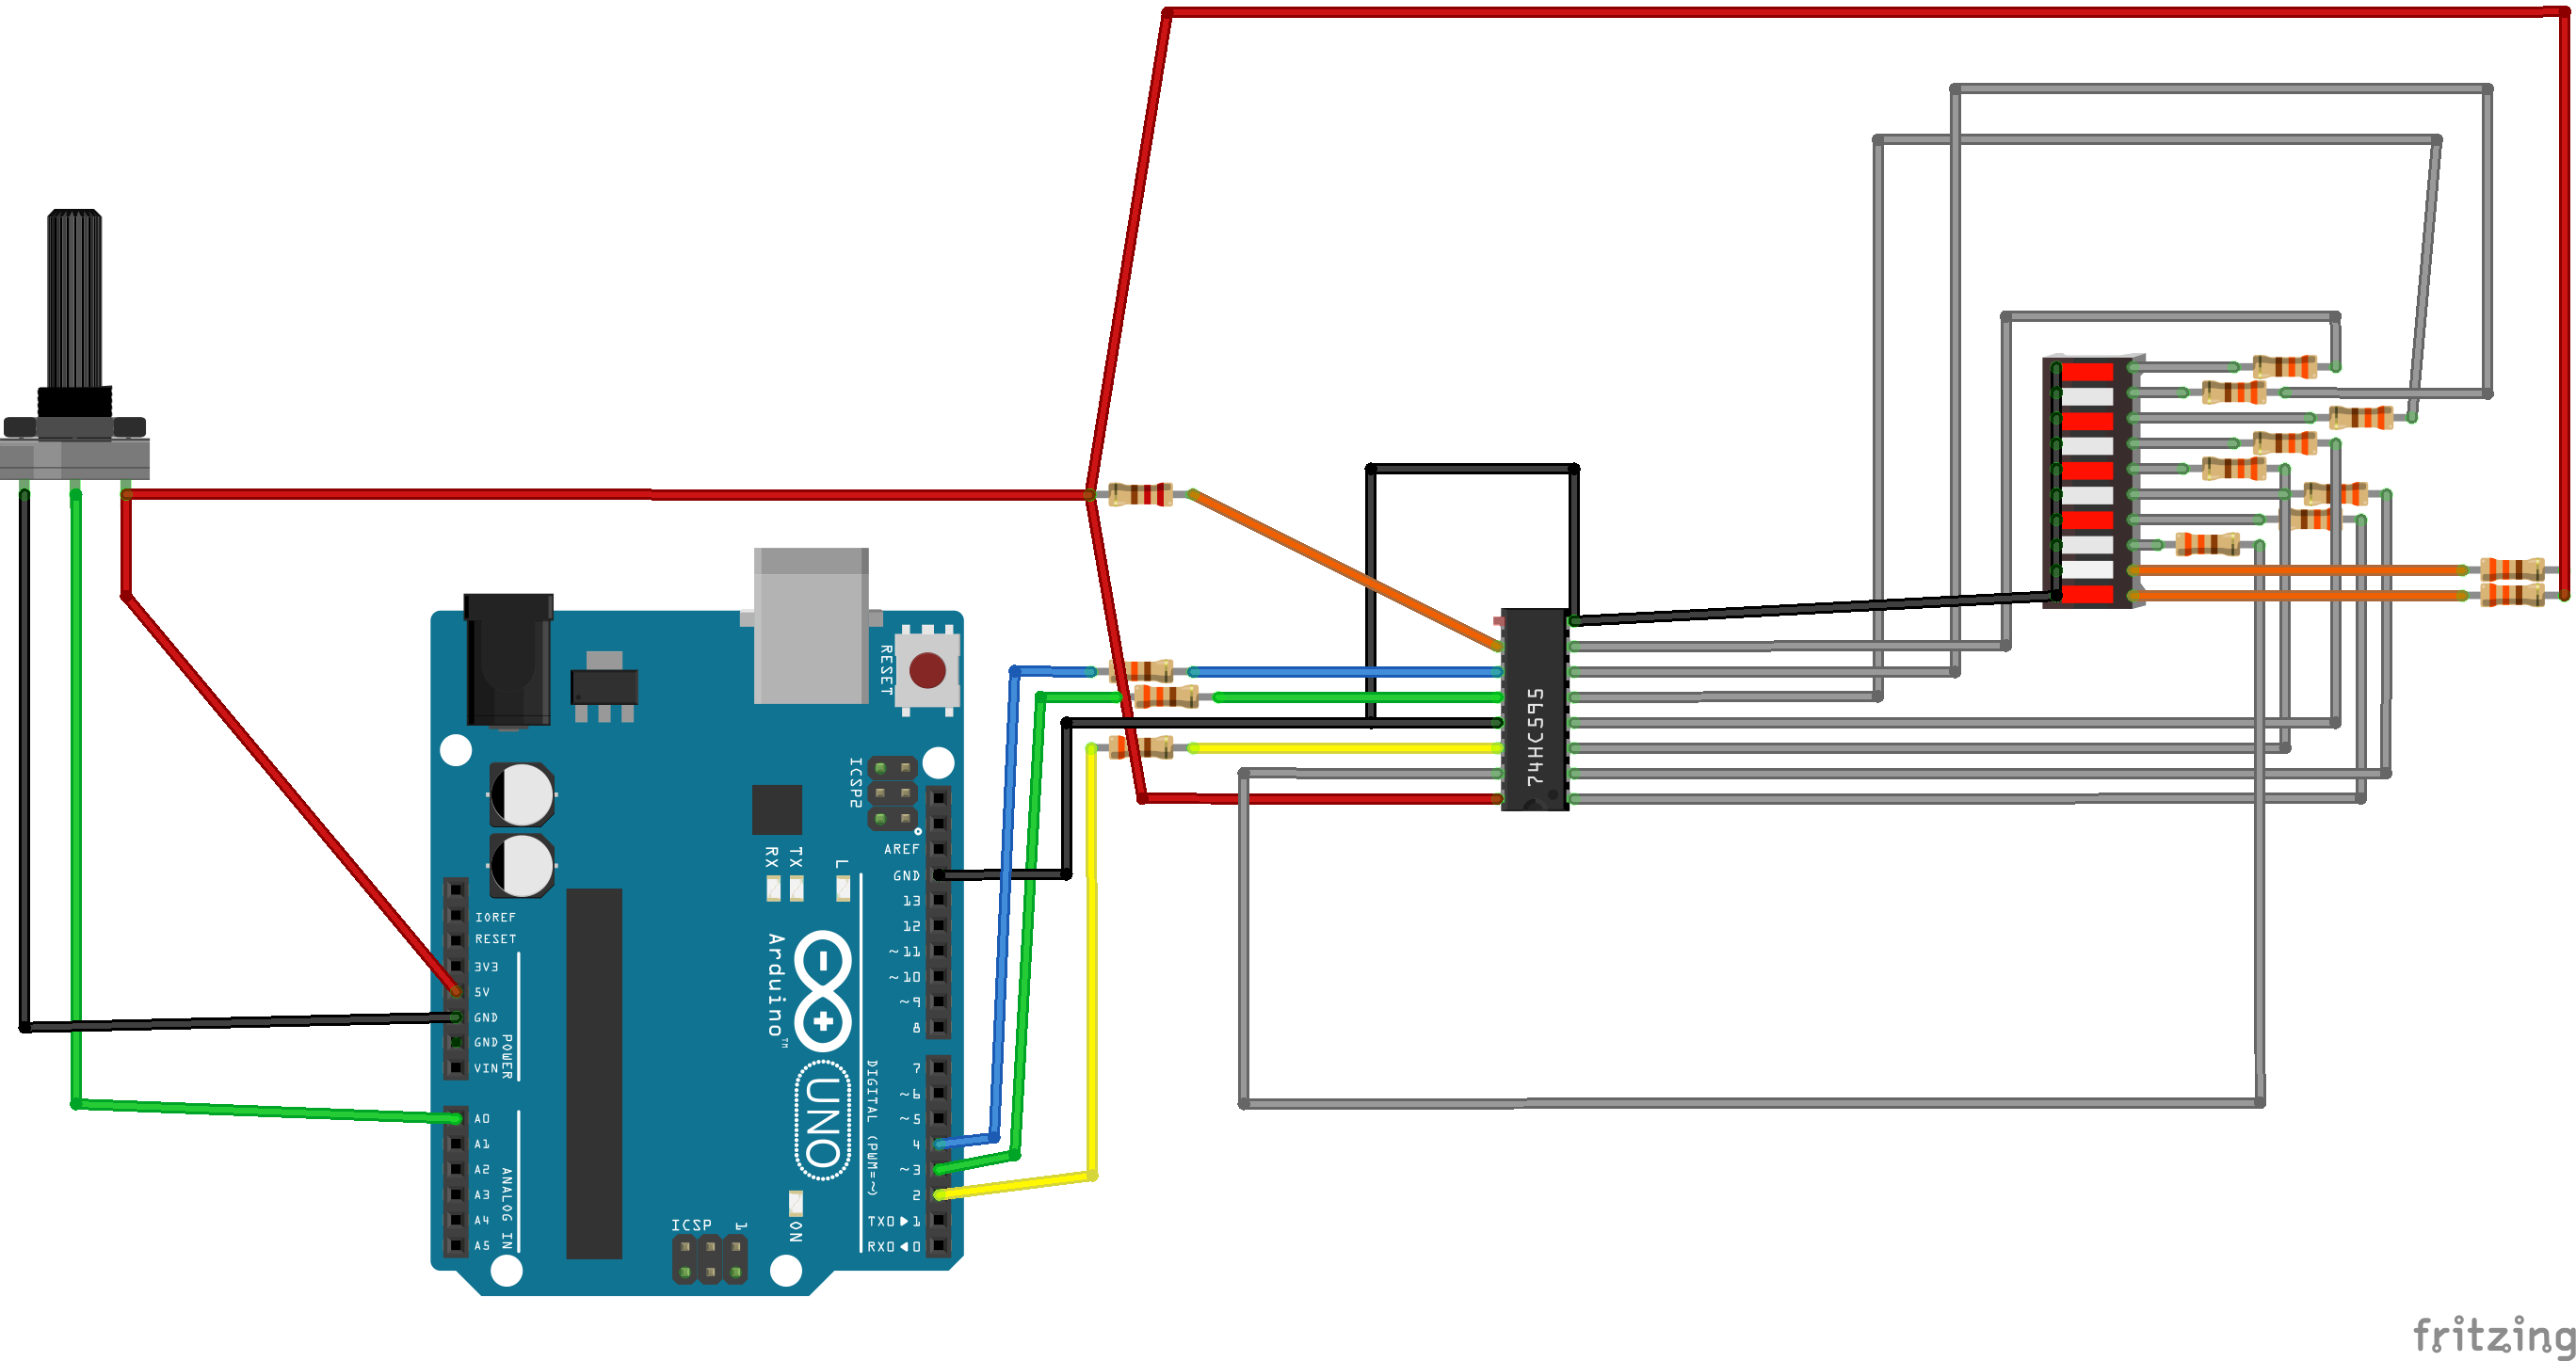 RESET
ICSP2
74HC595
AREF
GND
13
12
~11
~10
~9
8
7
~6
~5
4
~3
2
TX0▶1
RX0◀0
DIGITAL (PWM=~)
RX
TX
L
Arduino™
UNO
ON
ICSP
1
IOREF
RESET
3V3
5V
GND
GND
VIN
POWER
A0
A1
A2
A3
A4
A5
ANALOG IN
fritzing